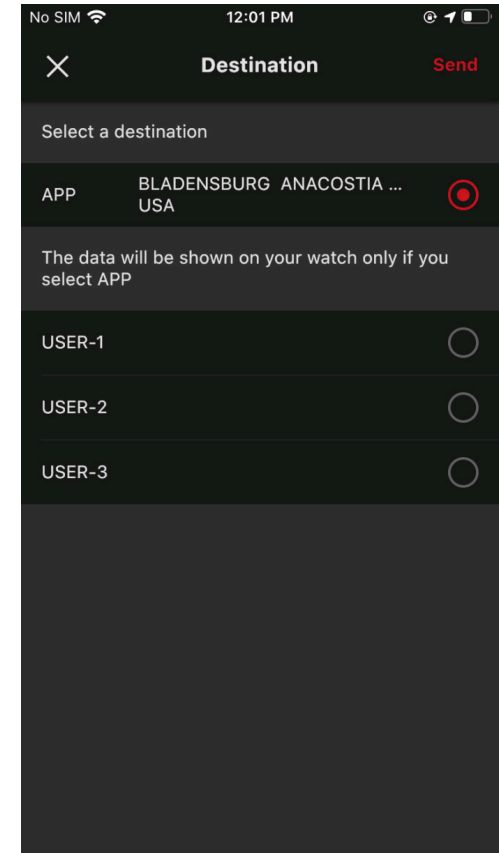 No SIM 12:01 PM
Destination Send
Select a destination
APP BLADENSBURG ANACOSTIA ...
USA
The data will be shown on your watch only if you
select APP
USER-1
USER-2
USER-3